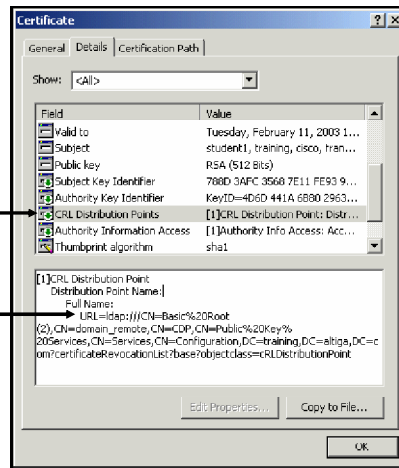 Certificate
General Details Certification Path
Show: <All>
Field Value
Valid to Tuesday, February 11, 2003 1...
Subject student1, training, cisco, fran...
Public key RSA (512 Bits)
Subject Key Identifier 788D 3AFC 3568 7E11 FE93 9...
Authority Key Identifier KeyID=4D6D 441A 6B80 2963...
CRL Distribution Points [1]CRL Distribution Point: Distr...
Authority Information Access [1]Authority Info Access: Acc...
Thumbprint algorithm sha1
[1]CRL Distribution Point
Distribution Point Name:
Full Name:
URL=ldap:///CN=Basic%20Root
(2),CN=domain_remote,CN=CDP,CN=Public%20Key%
20Services,CN=Services,CN=Configuration,DC=training,DC=altiga,DC=c
om?certificateRevocationList?base?objectclass=cRLDistributionPoint
Edit Properties... Copy to File...
OK